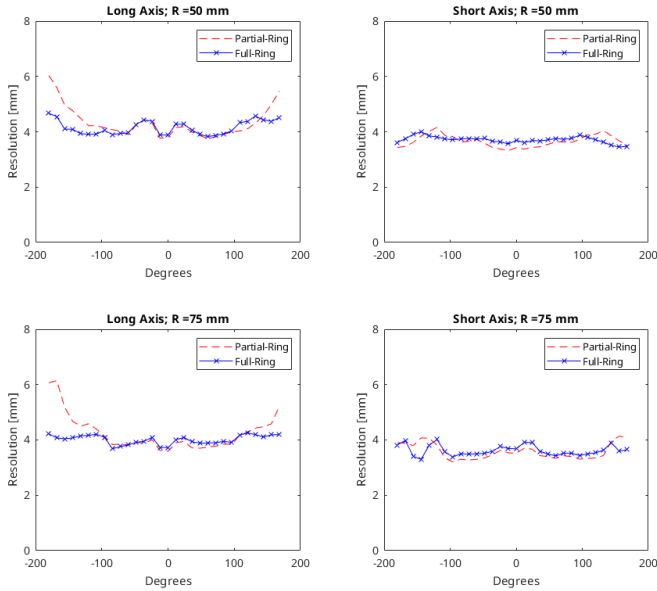 Long Axis; R =50 mm
8
6
4
2
0
-200
-100
0
100
200
Resolution [mm]
Degrees
Partial-Ring
Full-Ring
Short Axis; R =50 mm
8
6
4
2
0
-200
-100
0
100
200
Resolution [mm]
Degrees
Partial-Ring
Full-Ring
Long Axis; R =75 mm
8
6
4
2
0
-200
-100
0
100
200
Resolution [mm]
Degrees
Partial-Ring
Full-Ring
Short Axis; R =75 mm
8
6
4
2
0
-200
-100
0
100
200
Resolution [mm]
Degrees
Partial-Ring
Full-Ring